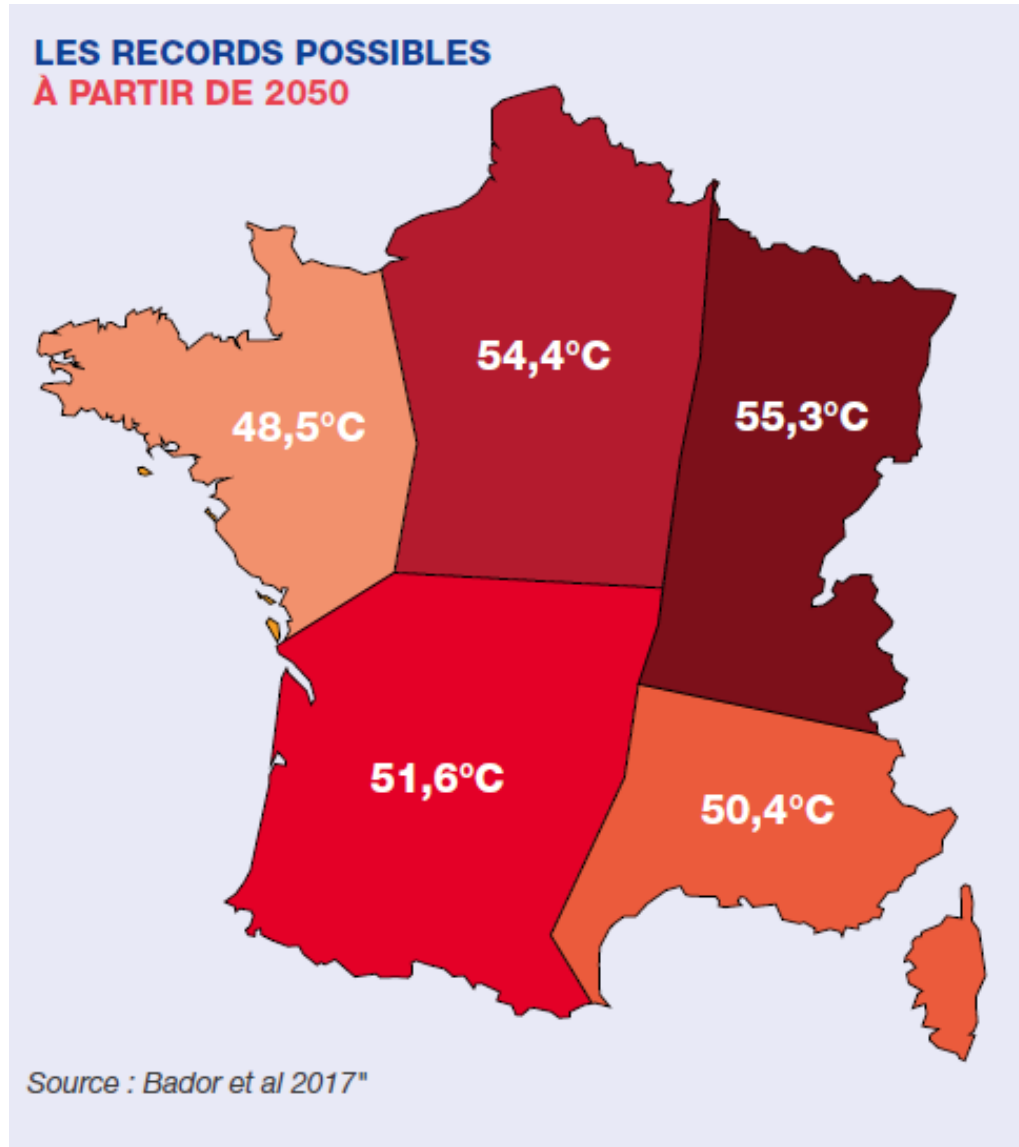 LES RECORDS POSSIBLES
À PARTIR DE 2050
54,4°C
55,3°C
48,5°C
51,6°C
50,4°C
Source : Bador et al 2017"